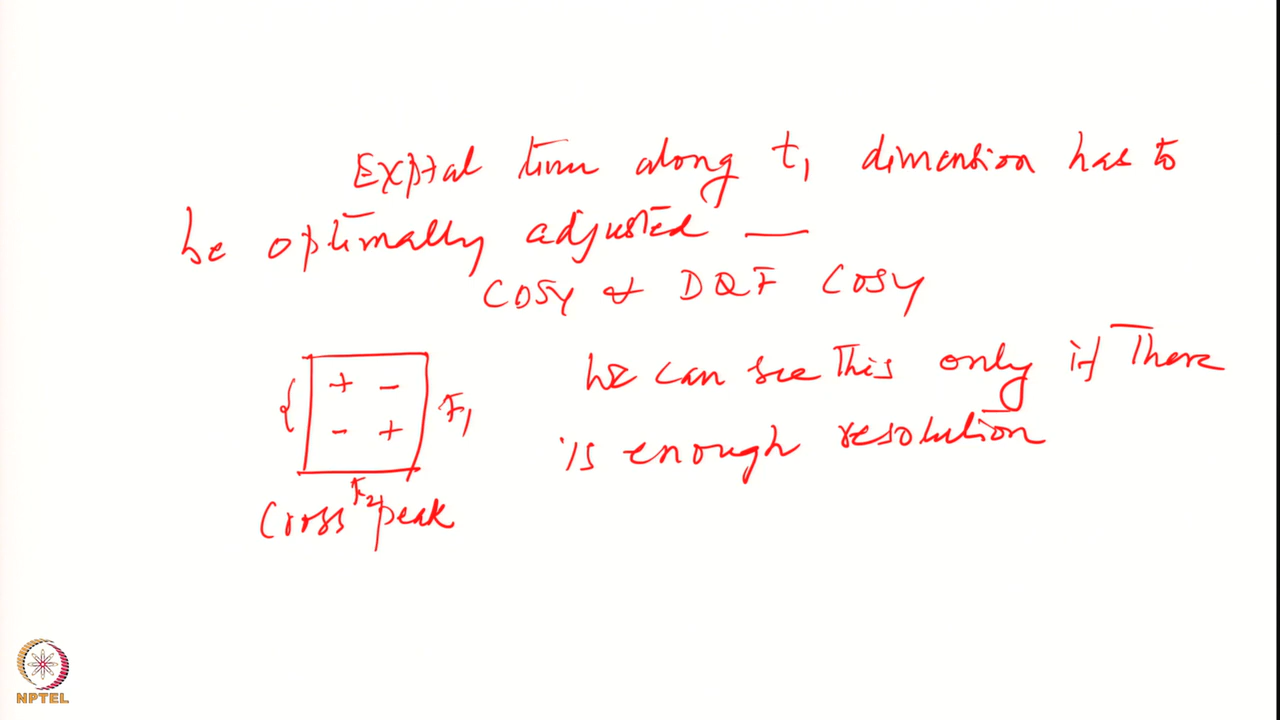 Exptal time along t1 dimension has to
be optimally adjusted —
COSY & DQF COSY
+ -
- +
F1
F2
Cross peak
We can see this only if there
is enough resolution
NPTEL